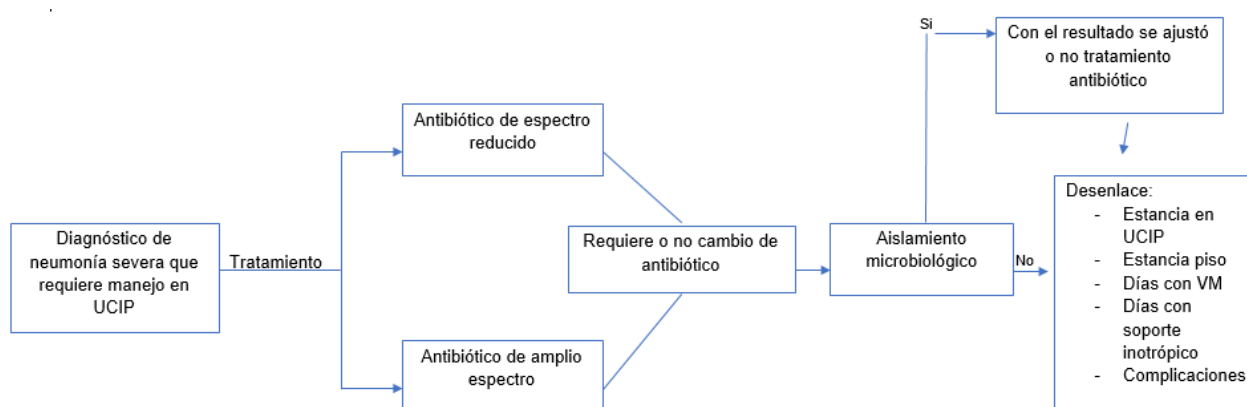 Diagnóstico de
neumonía severa que
requiere manejo en
UCIP
Tratamiento
Antibiótico de espectro
reducido
Antibiótico de amplio
espectro
Requiere o no cambio de
antibiótico
Aislamiento
microbiológico
Si
No
Con el resultado se ajustó
o no tratamiento
antibiótico
Desenlace:
- Estancia en
UCIP
- Estancia piso
- Días con VM
- Días con
soporte
inotrópico
- Complicaciones